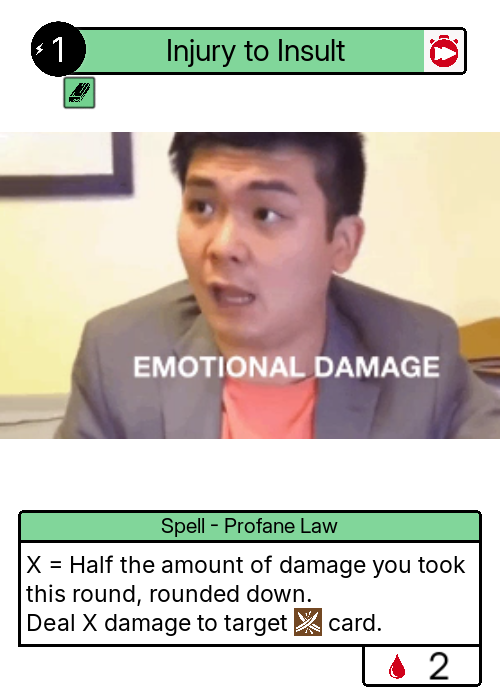 1
Injury to Insult
EMOTIONAL DAMAGE
Spell - Profane Law
X = Half the amount of damage you took
this round, rounded down.
Deal X damage to target card.
2